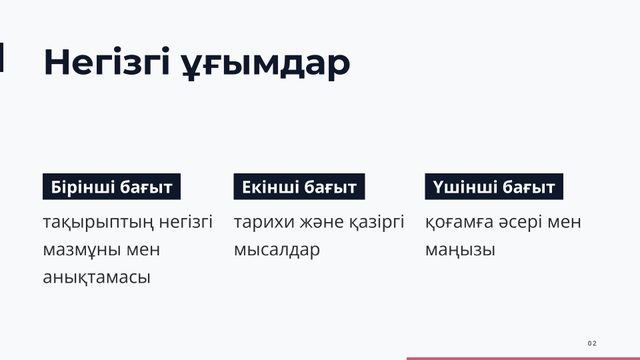 Негізгі ұғымдар
Бірінші бағыт
тақырыптың негізгі
мазмұны мен
анықтамасы
Екінші бағыт
тарихи және қазіргі
мысалдар
Үшінші бағыт
қоғамға әсері мен
маңызы
02